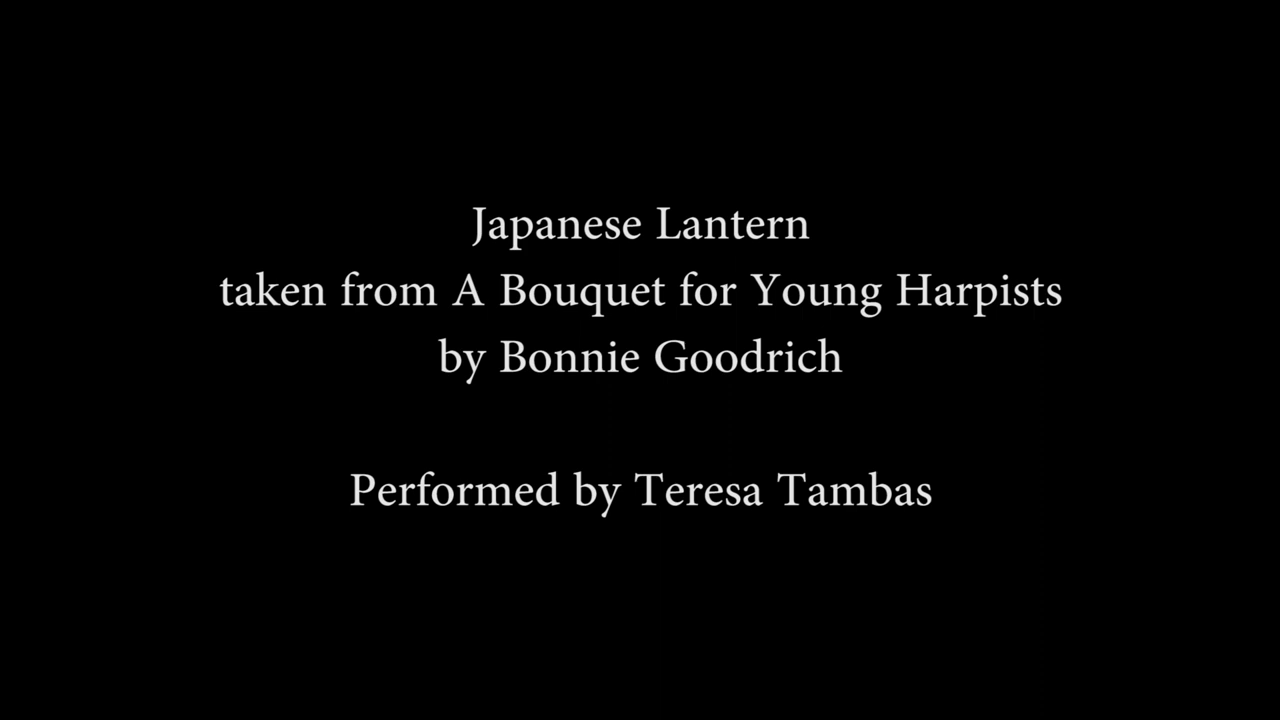 Japanese Lantern
taken from A Bouquet for Young Harpists
by Bonnie Goodrich
Performed by Teresa Tambas